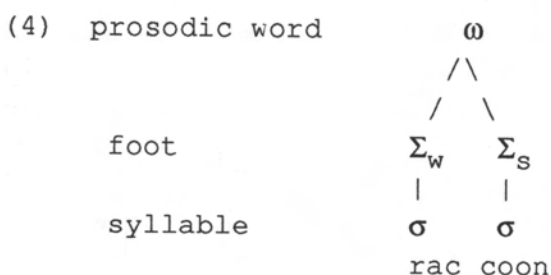 (4) prosodic word ω
/\
/ \
foot Σw Σs
| |
syllable σ σ
rac coon